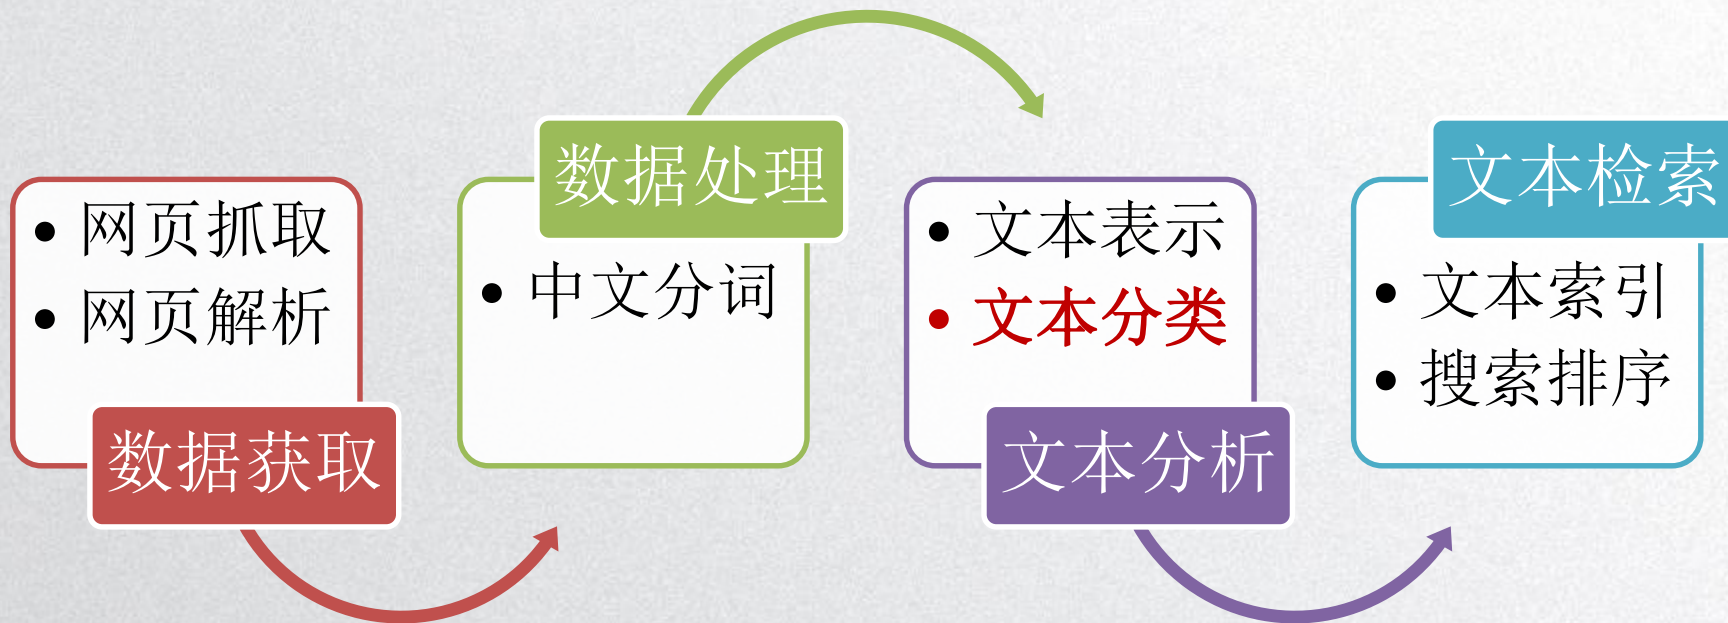 • 网页抓取
• 网页解析
数据获取
数据处理
• 中文分词
• 文本表示
• 文本分类
文本分析
文本检索
• 文本索引
• 搜索排序